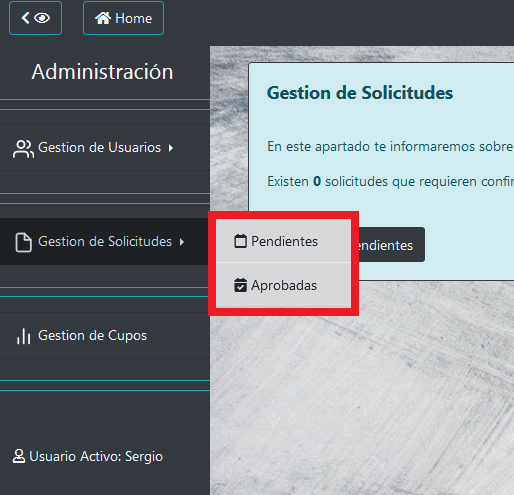 Home
Administración
Gestion de Usuarios
Gestion de Solicitudes
Pendientes
Aprobadas
Gestion de Cupos
Usuario Activo: Sergio
Gestion de Solicitudes
En este apartado te informaremos sobre
Existen 0 solicitudes que requieren confir
endientes